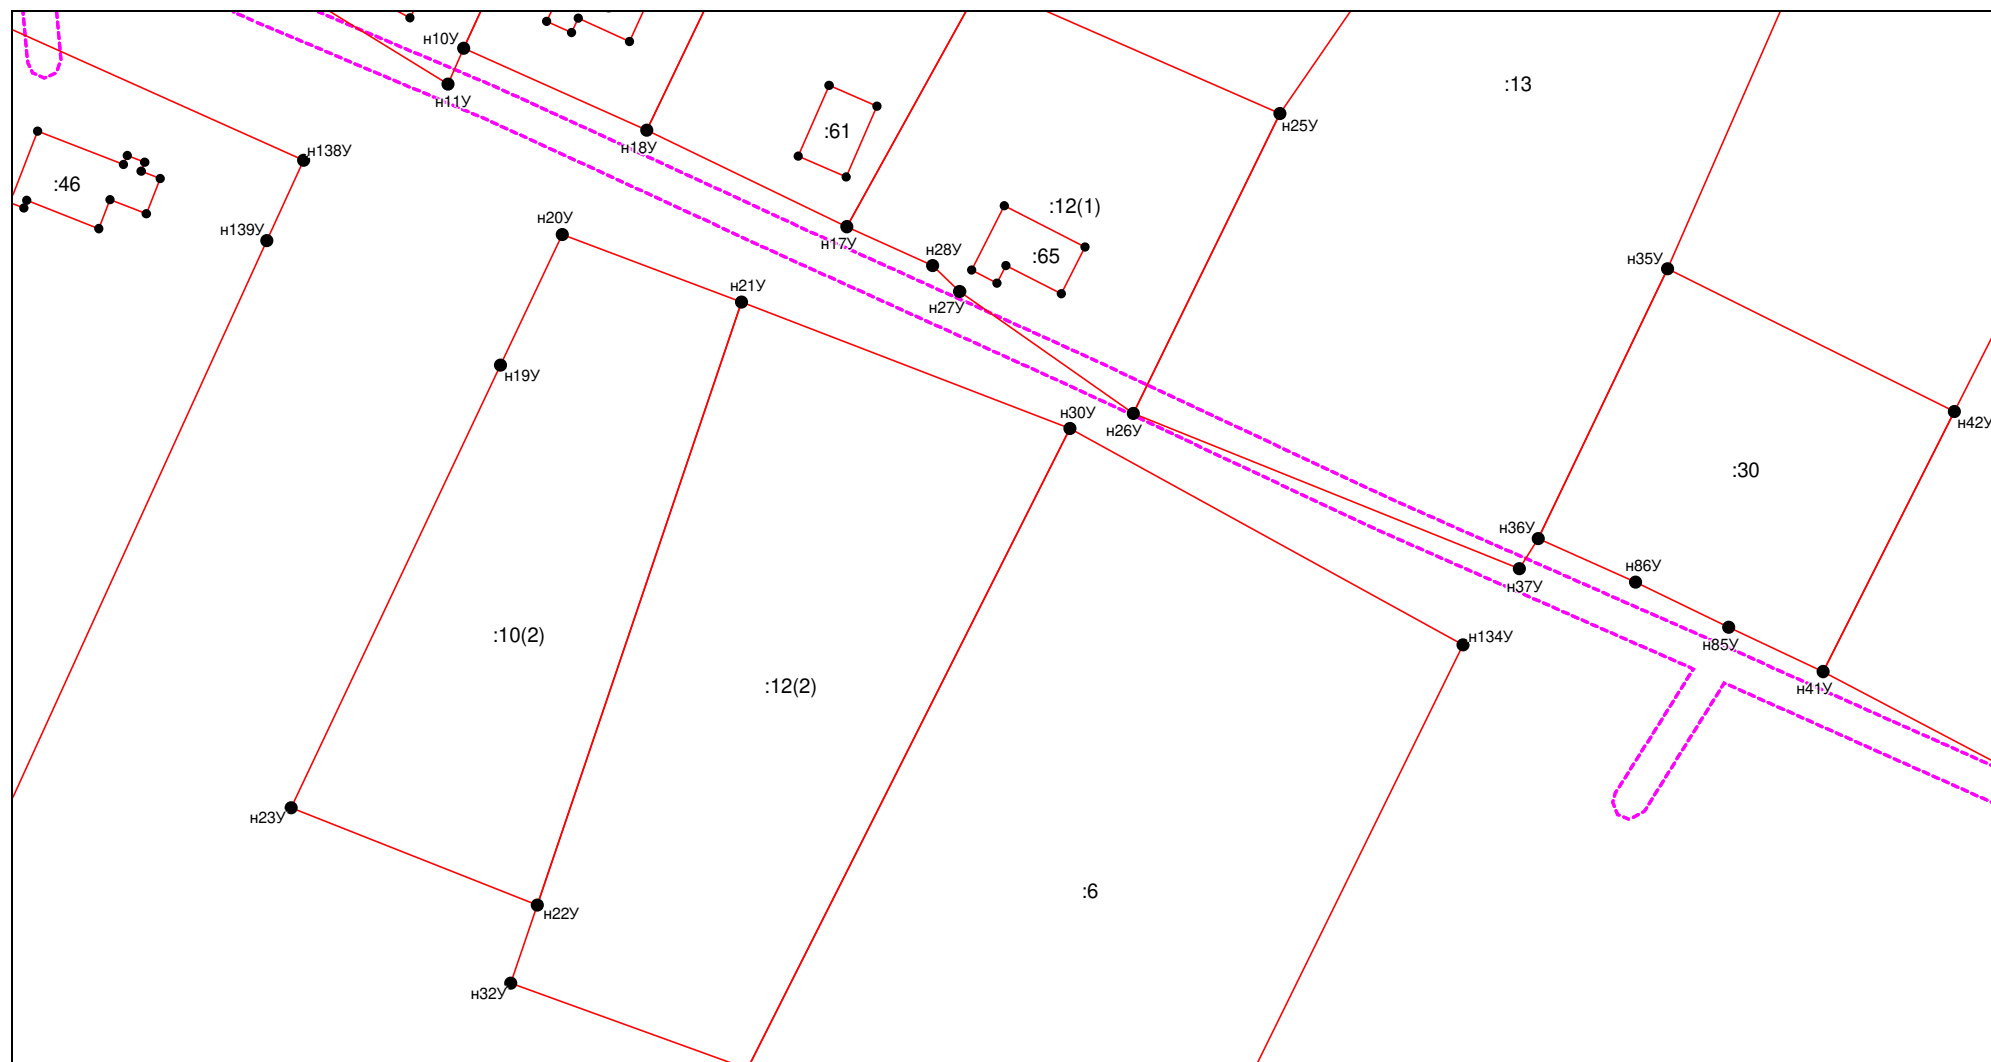 н10У
:13
н11У
н25У
:61
н18У
н138У
:46
:12(1)
н20У
н139У
н17У
н28У
:65
н35У
н21У
н27У
н19У
н30У
н26У
н42У
:30
н36У
н86У
н37У
:10(2)
н134У
н85У
:12(2)
н41У
н23У
:6
н22У
н32У